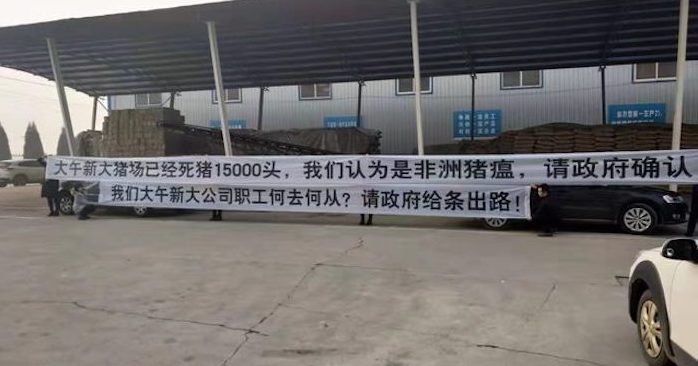 大午新大猪场已经死猪15000头，我们认为是非洲猪瘟，请政府确认
我们大午新大公司职工何去何从？请政府给条出路！